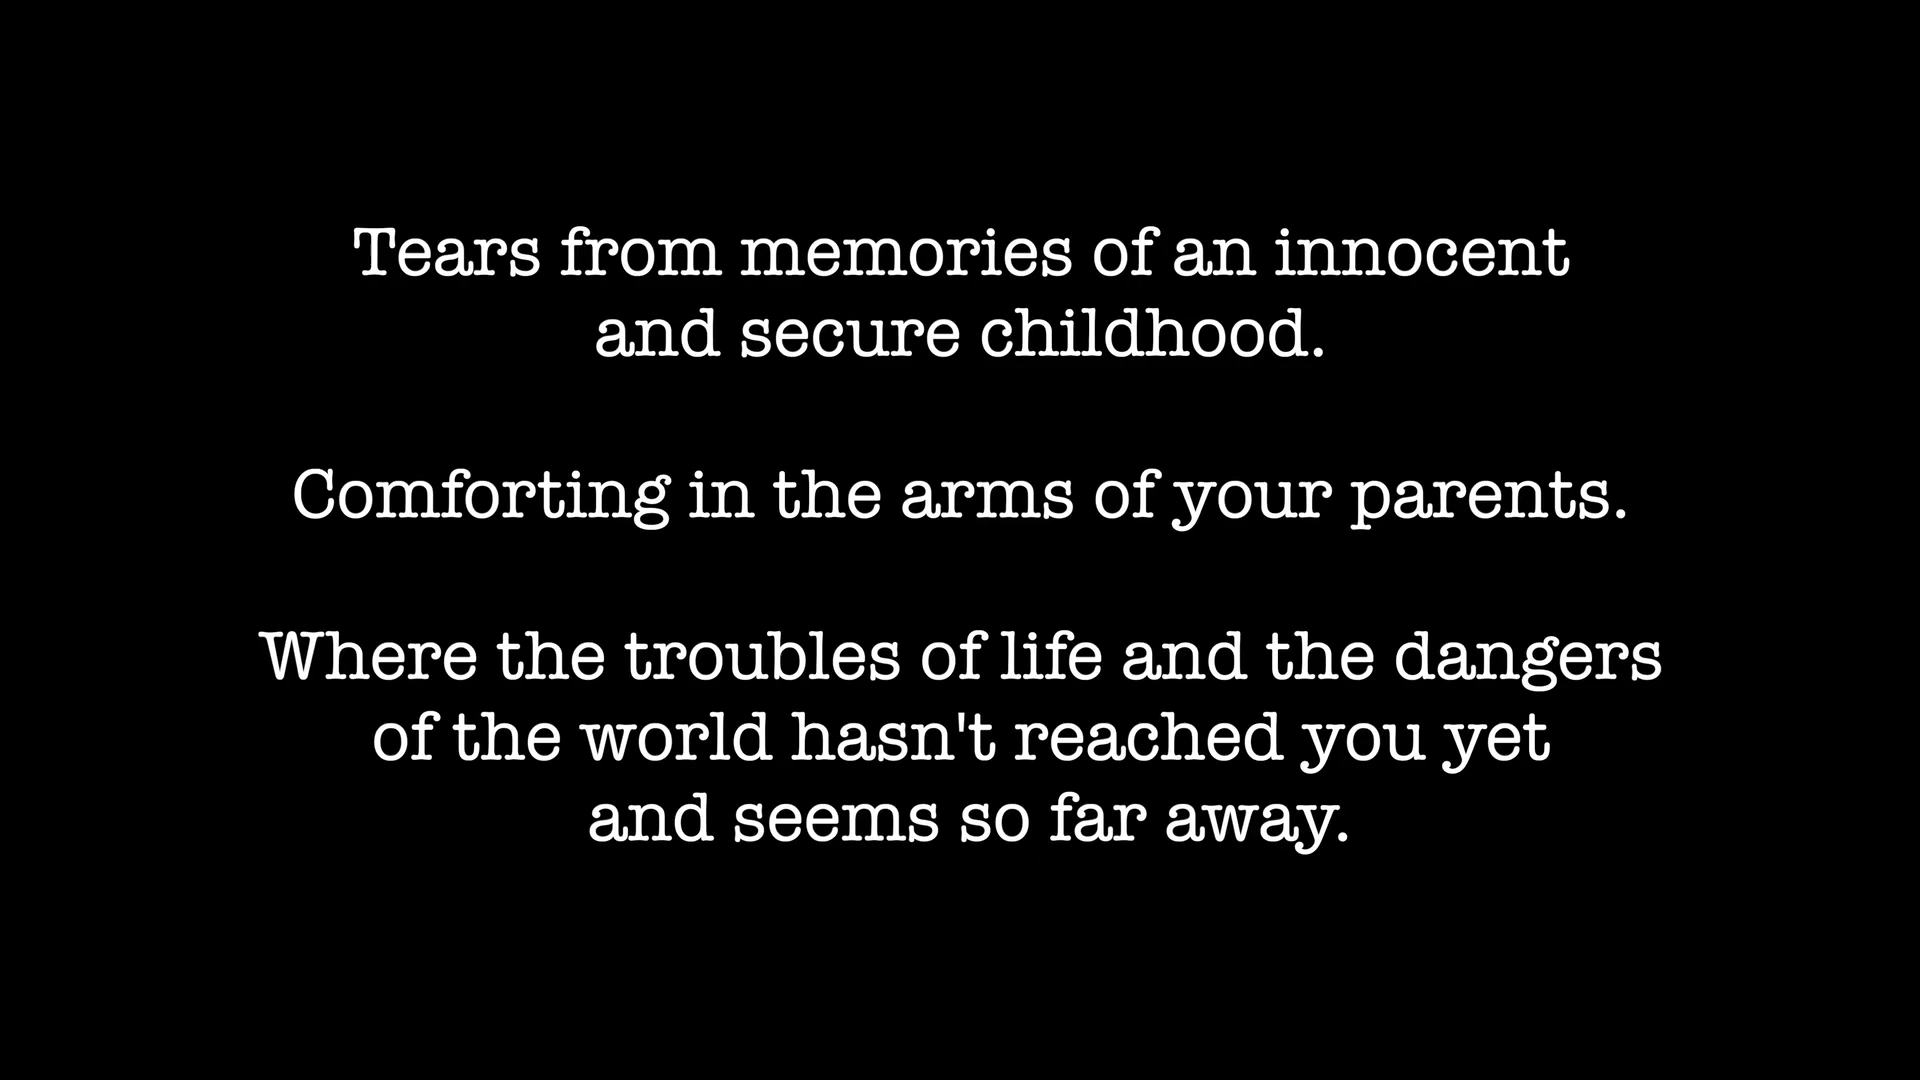 Tears from memories of an innocent
and secure childhood.
Comforting in the arms of your parents.
Where the troubles of life and the dangers
of the world hasn't reached you yet
and seems so far away.